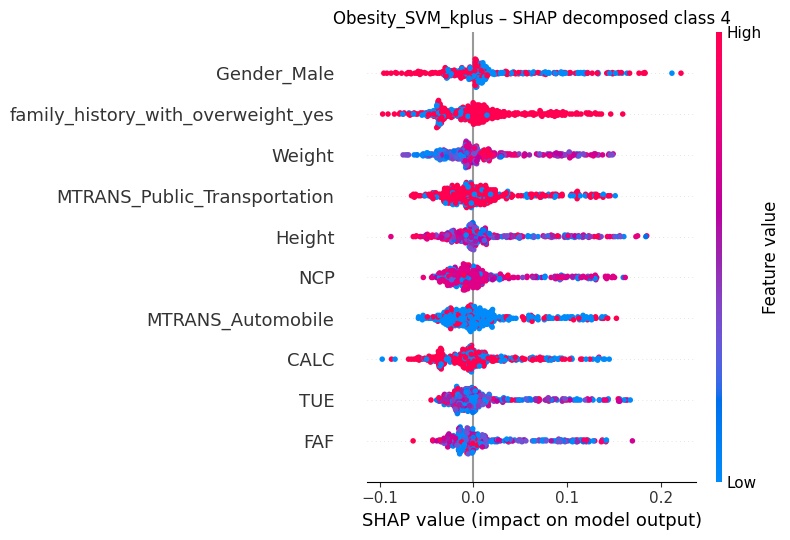 Obesity_SVM_kplus – SHAP decomposed class 4
High
Gender_Male
family_history_with_overweight_yes
Weight
MTRANS_Public_Transportation
Height
NCP
MTRANS_Automobile
CALC
TUE
FAF
Feature value
Low
−0.1 0.0 0.1 0.2
SHAP value (impact on model output)